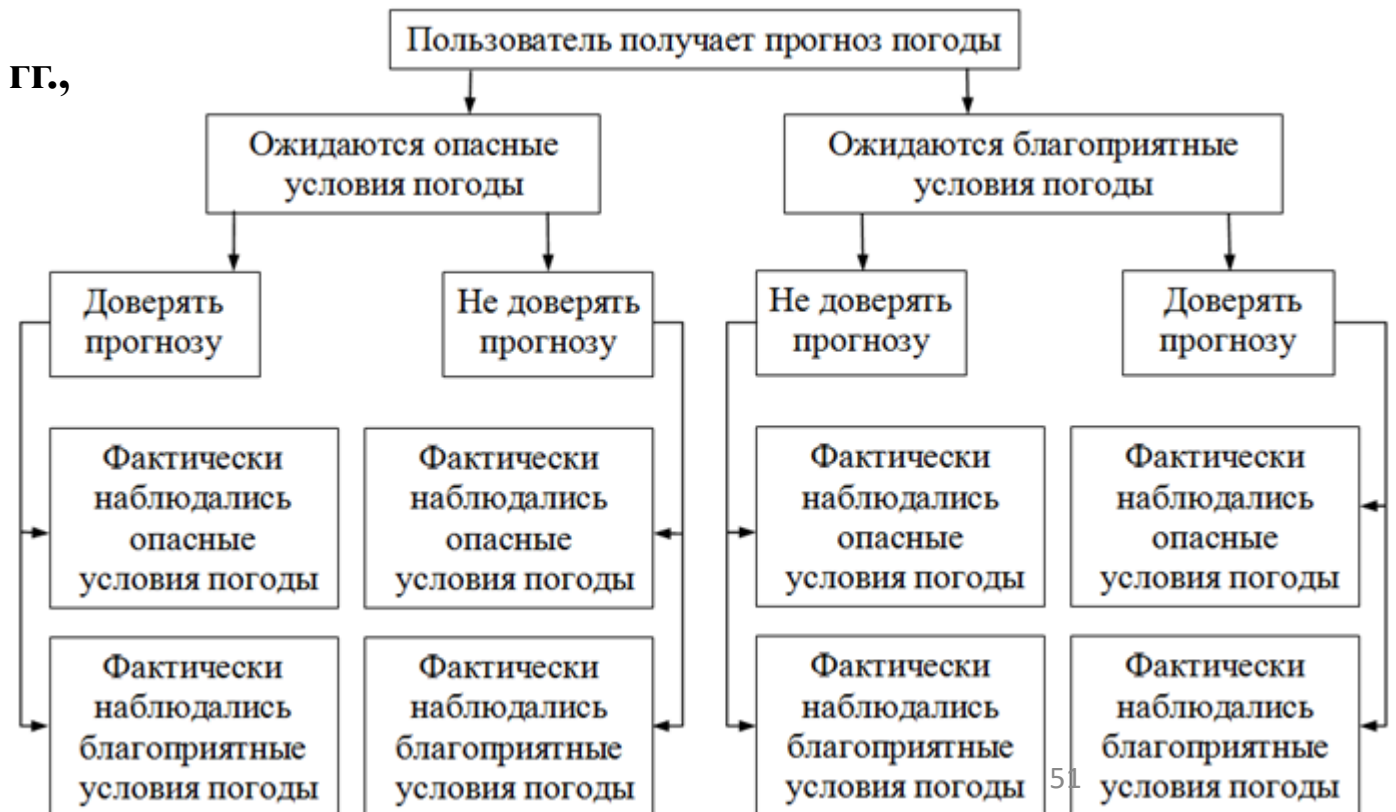 Пользователь получает прогноз погоды
гг.,
Ожидаются опасные
условия погоды
Ожидаются благоприятные
условия погоды
Доверять
прогнозу
Не доверять
прогнозу
Не доверять
прогнозу
Доверять
прогнозу
Фактически
наблюдались
опасные
условия погоды
Фактически
наблюдались
опасные
условия погоды
Фактически
наблюдались
опасные
условия погоды
Фактически
наблюдались
опасные
условия погоды
Фактически
наблюдались
благоприятные
условия погоды
Фактически
наблюдались
благоприятные
условия погоды
Фактически
наблюдались
благоприятные
условия погоды
Фактически
наблюдались
благоприятные
условия погоды
51